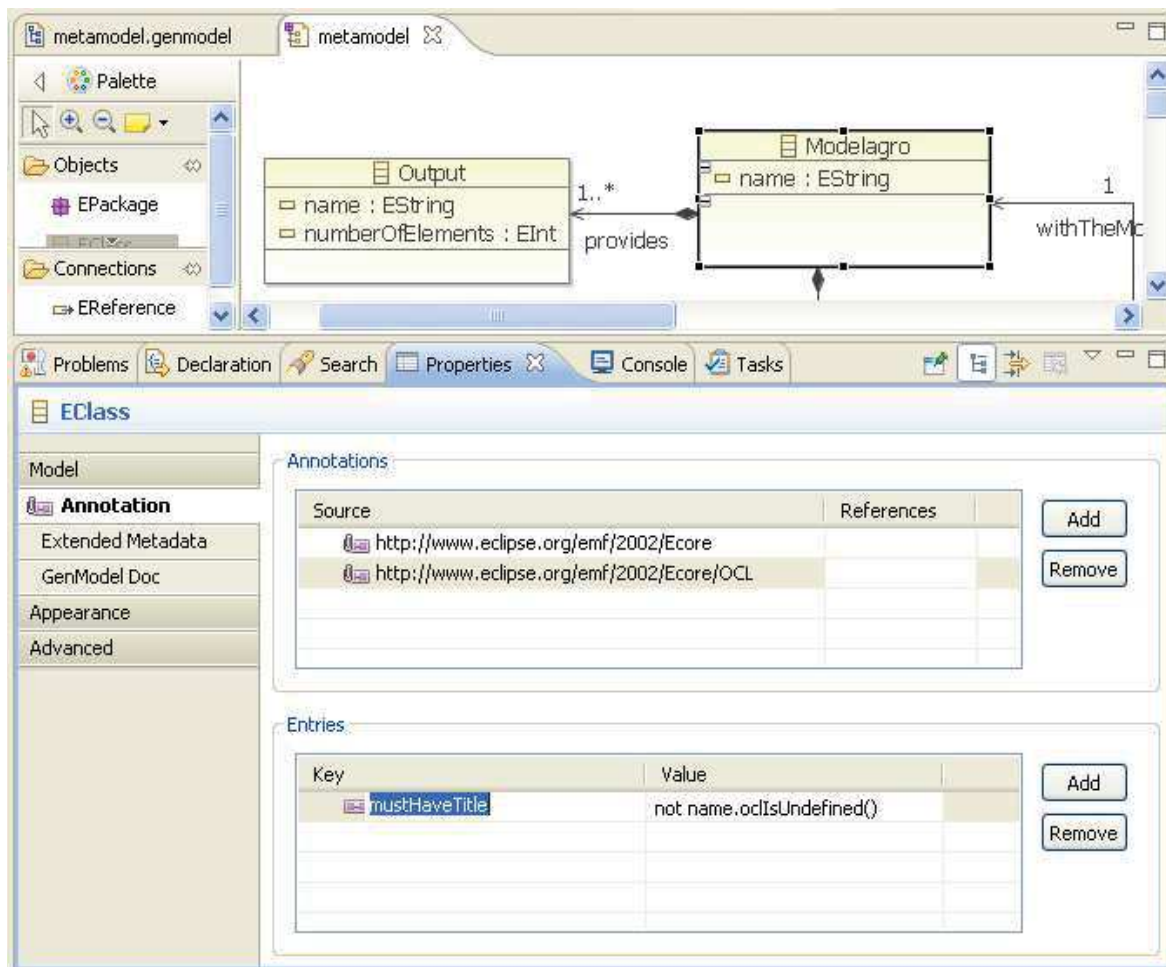 metamodel.genmodel metamodel
Palette
Objects
EPackage
Connections
EReference
Output
name : EString
numberOfElements : EInt
1..*
provides
Modelagro
name : EString
1
withTheMo
Problems Declaration Search Properties Console Tasks
EClass
Model
Annotation
Extended Metadata
GenModel Doc
Appearance
Advanced
Annotations
Source References
http://www.eclipse.org/emf/2002/Ecore
http://www.eclipse.org/emf/2002/Ecore/OCL
Add
Remove
Entries
Key Value
mustHaveTitle not name.oclIsUndefined()
Add
Remove